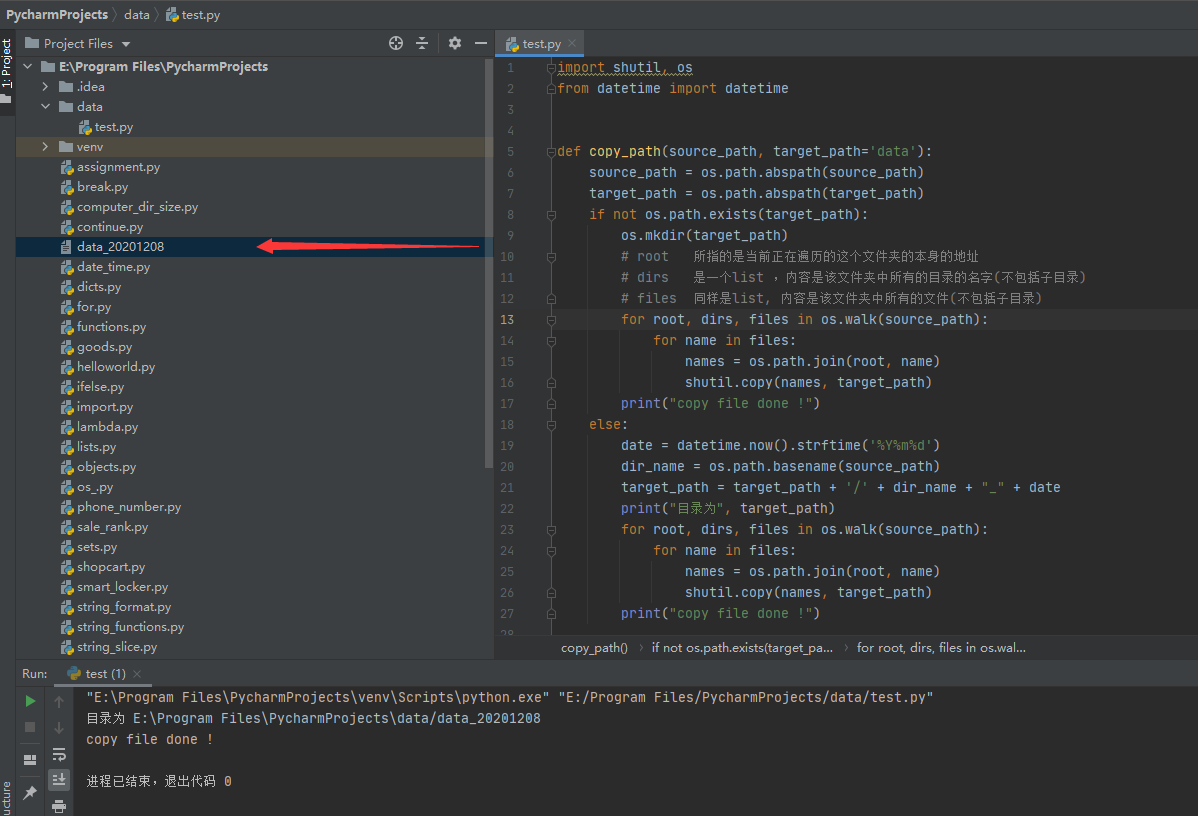 PycharmProjects data test.py
1: Project
Project Files
test.py
E:\Program Files\PycharmProjects
.idea
data
test.py
venv
assignment.py
break.py
computer_dir_size.py
continue.py
data_20201208
date_time.py
dicts.py
for.py
functions.py
goods.py
helloworld.py
ifelse.py
import.py
lambda.py
lists.py
objects.py
os_.py
phone_number.py
sale_rank.py
sets.py
shopcart.py
smart_locker.py
string_format.py
string_functions.py
string_slice.py
1 import shutil, os
2 from datetime import datetime
3
4
5 def copy_path(source_path, target_path='data'):
6 source_path = os.path.abspath(source_path)
7 target_path = os.path.abspath(target_path)
8 if not os.path.exists(target_path):
9 os.mkdir(target_path)
10 # root 所指的是当前正在遍历的这个文件夹的本身的地址
11 # dirs 是一个list ，内容是该文件夹中所有的目录的名字(不包括子目录)
12 # files 同样是list, 内容是该文件夹中所有的文件(不包括子目录)
13 for root, dirs, files in os.walk(source_path):
14 for name in files:
15 names = os.path.join(root, name)
16 shutil.copy(names, target_path)
17 print("copy file done !")
18 else:
19 date = datetime.now().strftime('%Y%m%d')
20 dir_name = os.path.basename(source_path)
21 target_path = target_path + '/' + dir_name + "_" + date
22 print("目录为", target_path)
23 for root, dirs, files in os.walk(source_path):
24 for name in files:
25 names = os.path.join(root, name)
26 shutil.copy(names, target_path)
27 print("copy file done !")
28
copy_path() if not os.path.exists(target_pa... for root, dirs, files in os.wal...
Run: test (1)
"E:\Program Files\PycharmProjects\venv\Scripts\python.exe" "E:/Program Files/PycharmProjects/data/test.py"
目录为 E:\Program Files\PycharmProjects\data/data_20201208
copy file done !
进程已结束，退出代码 0
ucture